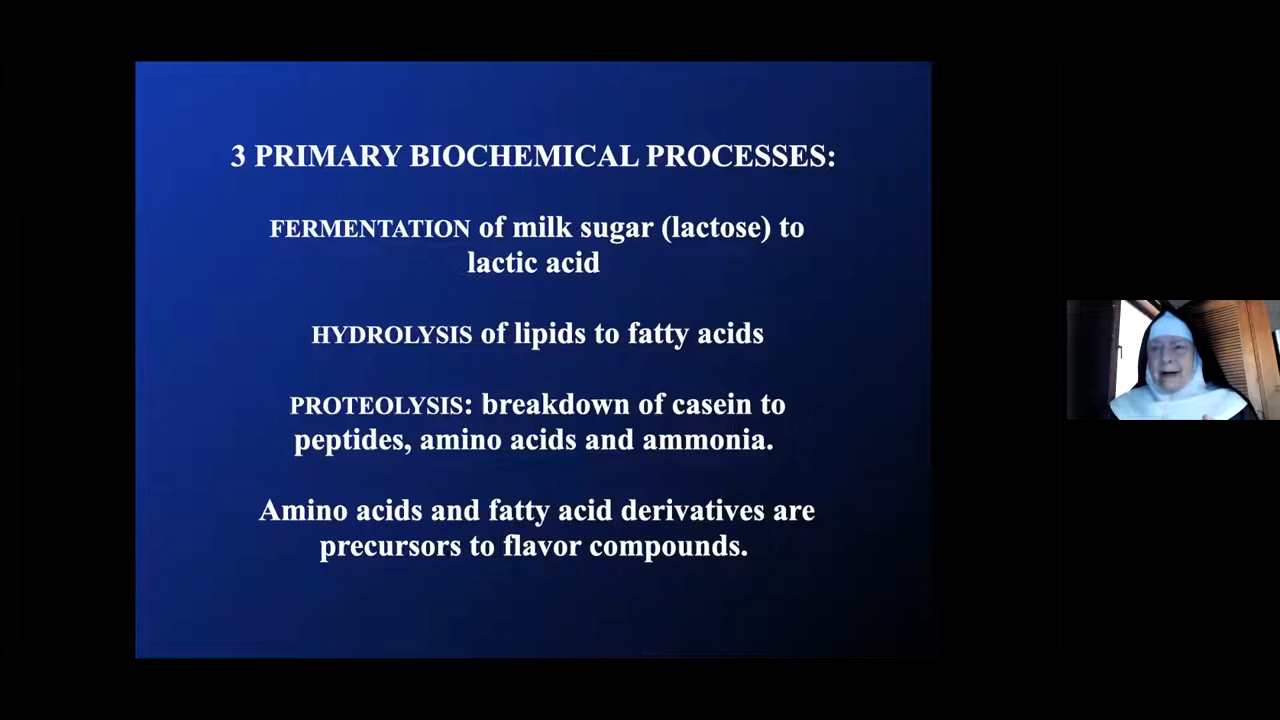 3 PRIMARY BIOCHEMICAL PROCESSES:
FERMENTATION of milk sugar (lactose) to
lactic acid
HYDROLYSIS of lipids to fatty acids
PROTEOLYSIS: breakdown of casein to
peptides, amino acids and ammonia.
Amino acids and fatty acid derivatives are
precursors to flavor compounds.